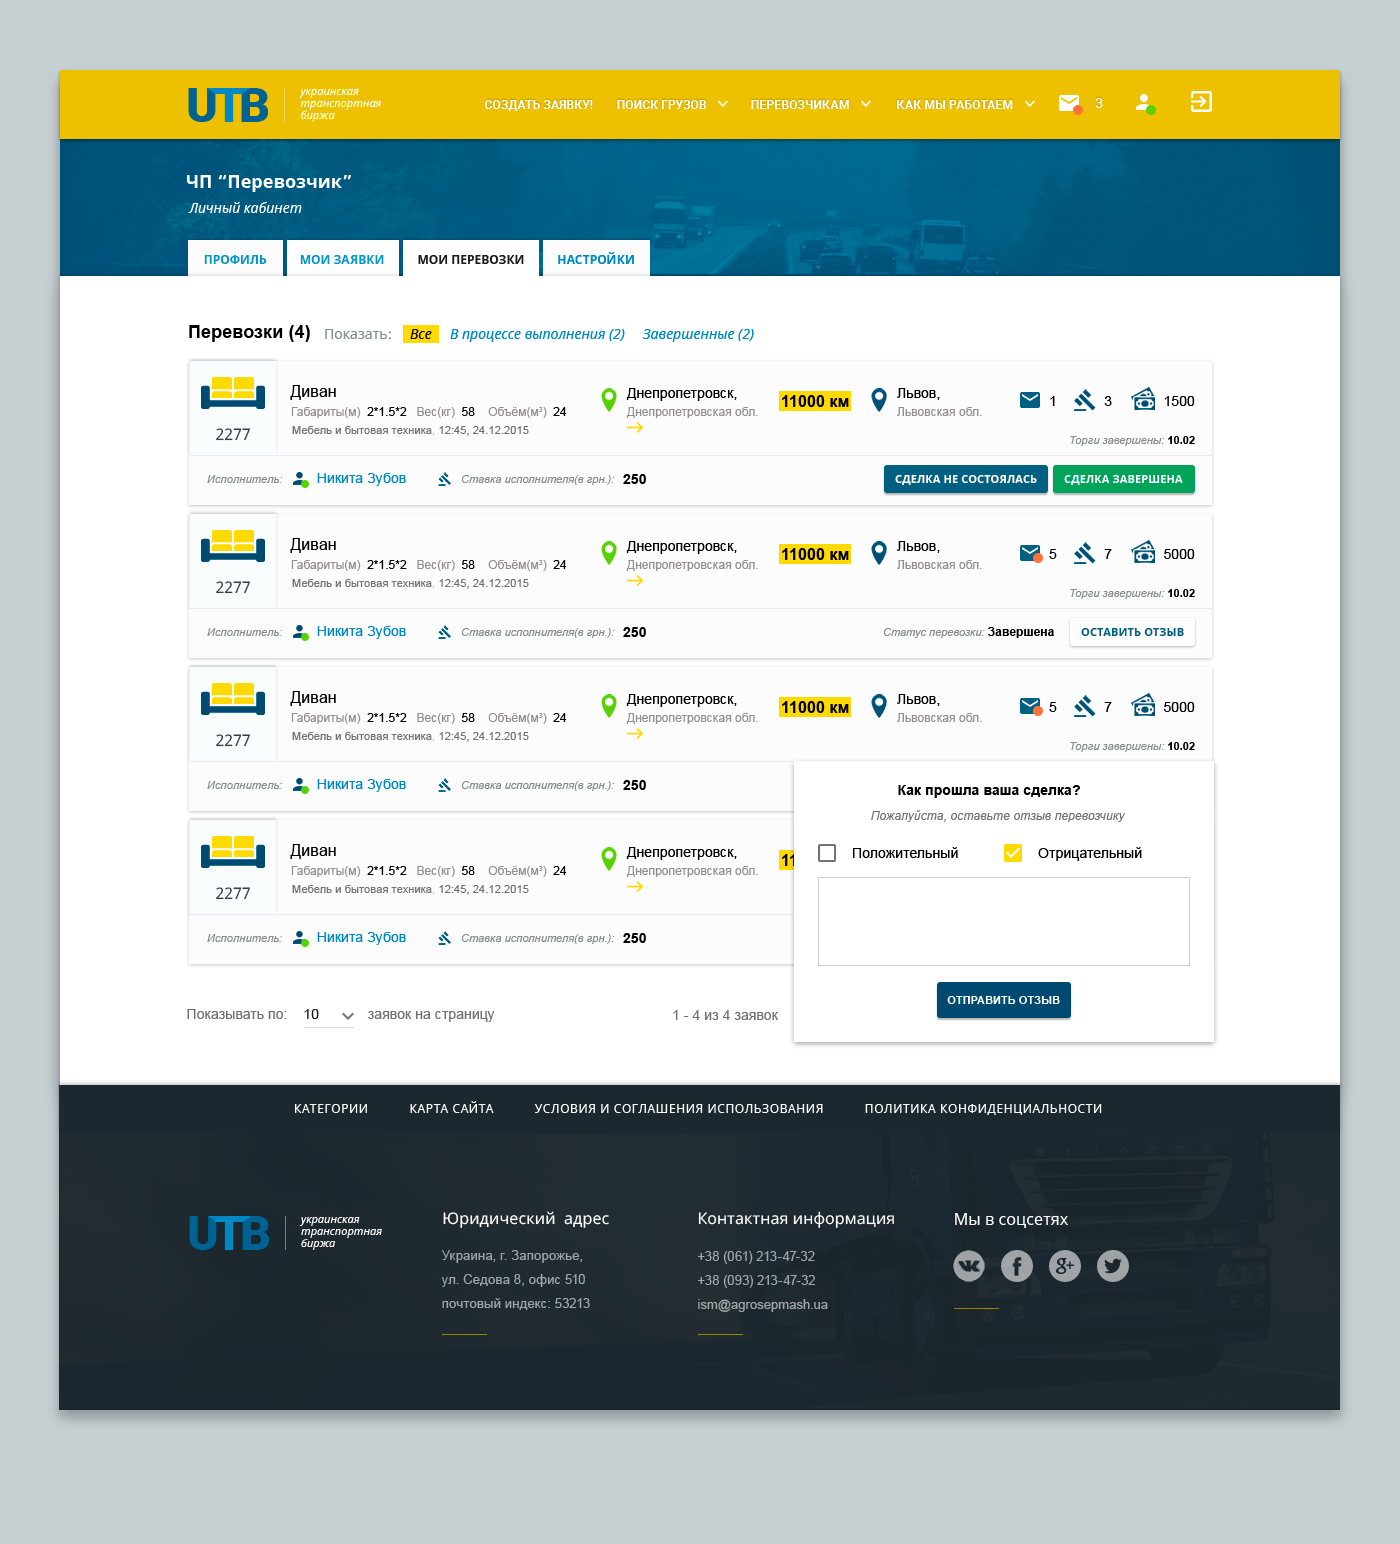 UTB
украинская
транспортная
биржа
СОЗДАТЬ ЗАЯВКУ! ПОИСК ГРУЗОВ ПЕРЕВОЗЧИКАМ КАК МЫ РАБОТАЕМ 3
ЧП “Перевозчик”
Личный кабинет
ПРОФИЛЬ МОИ ЗАЯВКИ МОИ ПЕРЕВОЗКИ НАСТРОЙКИ
Перевозки (4) Показать: Все В процессе выполнения (2) Завершенные (2)
Диван Днепропетровск, 11000 км Львов, 1 3 1500
Габариты(м) 2*1.5*2 Вес(кг) 58 Объём(м³) 24 Днепропетровская обл. Львовская обл.
2277 Мебель и бытовая техника, 12:45, 24.12.2015 Торги завершены: 10.02
Исполнитель: Никита Зубов Ставка исполнителя(в грн.): 250 СДЕЛКА НЕ СОСТОЯЛАСЬ СДЕЛКА ЗАВЕРШЕНА
Диван Днепропетровск, 11000 км Львов, 5 7 5000
Габариты(м) 2*1.5*2 Вес(кг) 58 Объём(м³) 24 Днепропетровская обл. Львовская обл.
2277 Мебель и бытовая техника, 12:45, 24.12.2015 Торги завершены: 10.02
Исполнитель: Никита Зубов Ставка исполнителя(в грн.): 250 Статус перевозки: Завершена ОСТАВИТЬ ОТЗЫВ
Диван Днепропетровск, 11000 км Львов, 5 7 5000
Габариты(м) 2*1.5*2 Вес(кг) 58 Объём(м³) 24 Днепропетровская обл. Львовская обл.
2277 Мебель и бытовая техника, 12:45, 24.12.2015 Торги завершены: 10.02
Исполнитель: Никита Зубов Ставка исполнителя(в грн.): 250
Диван Днепропетровск, 11
Габариты(м) 2*1.5*2 Вес(кг) 58 Объём(м³) 24 Днепропетровская обл.
2277 Мебель и бытовая техника, 12:45, 24.12.2015
Исполнитель: Никита Зубов Ставка исполнителя(в грн.): 250
Как прошла ваша сделка?
Пожалуйста, оставьте отзыв перевозчику
Положительный Отрицательный
ОТПРАВИТЬ ОТЗЫВ
Показывать по: 10 заявок на страницу 1 - 4 из 4 заявок
КАТЕГОРИИ КАРТА САЙТА УСЛОВИЯ И СОГЛАШЕНИЯ ИСПОЛЬЗОВАНИЯ ПОЛИТИКА КОНФИДЕНЦИАЛЬНОСТИ
UTB
украинская
транспортная
биржа
Юридический адрес
Украина, г. Запорожье,
ул. Седова 8, офис 510
почтовый индекс: 53213
Контактная информация
+38 (061) 213-47-32
+38 (093) 213-47-32
ism@agrosepmash.ua
Мы в соцсетях